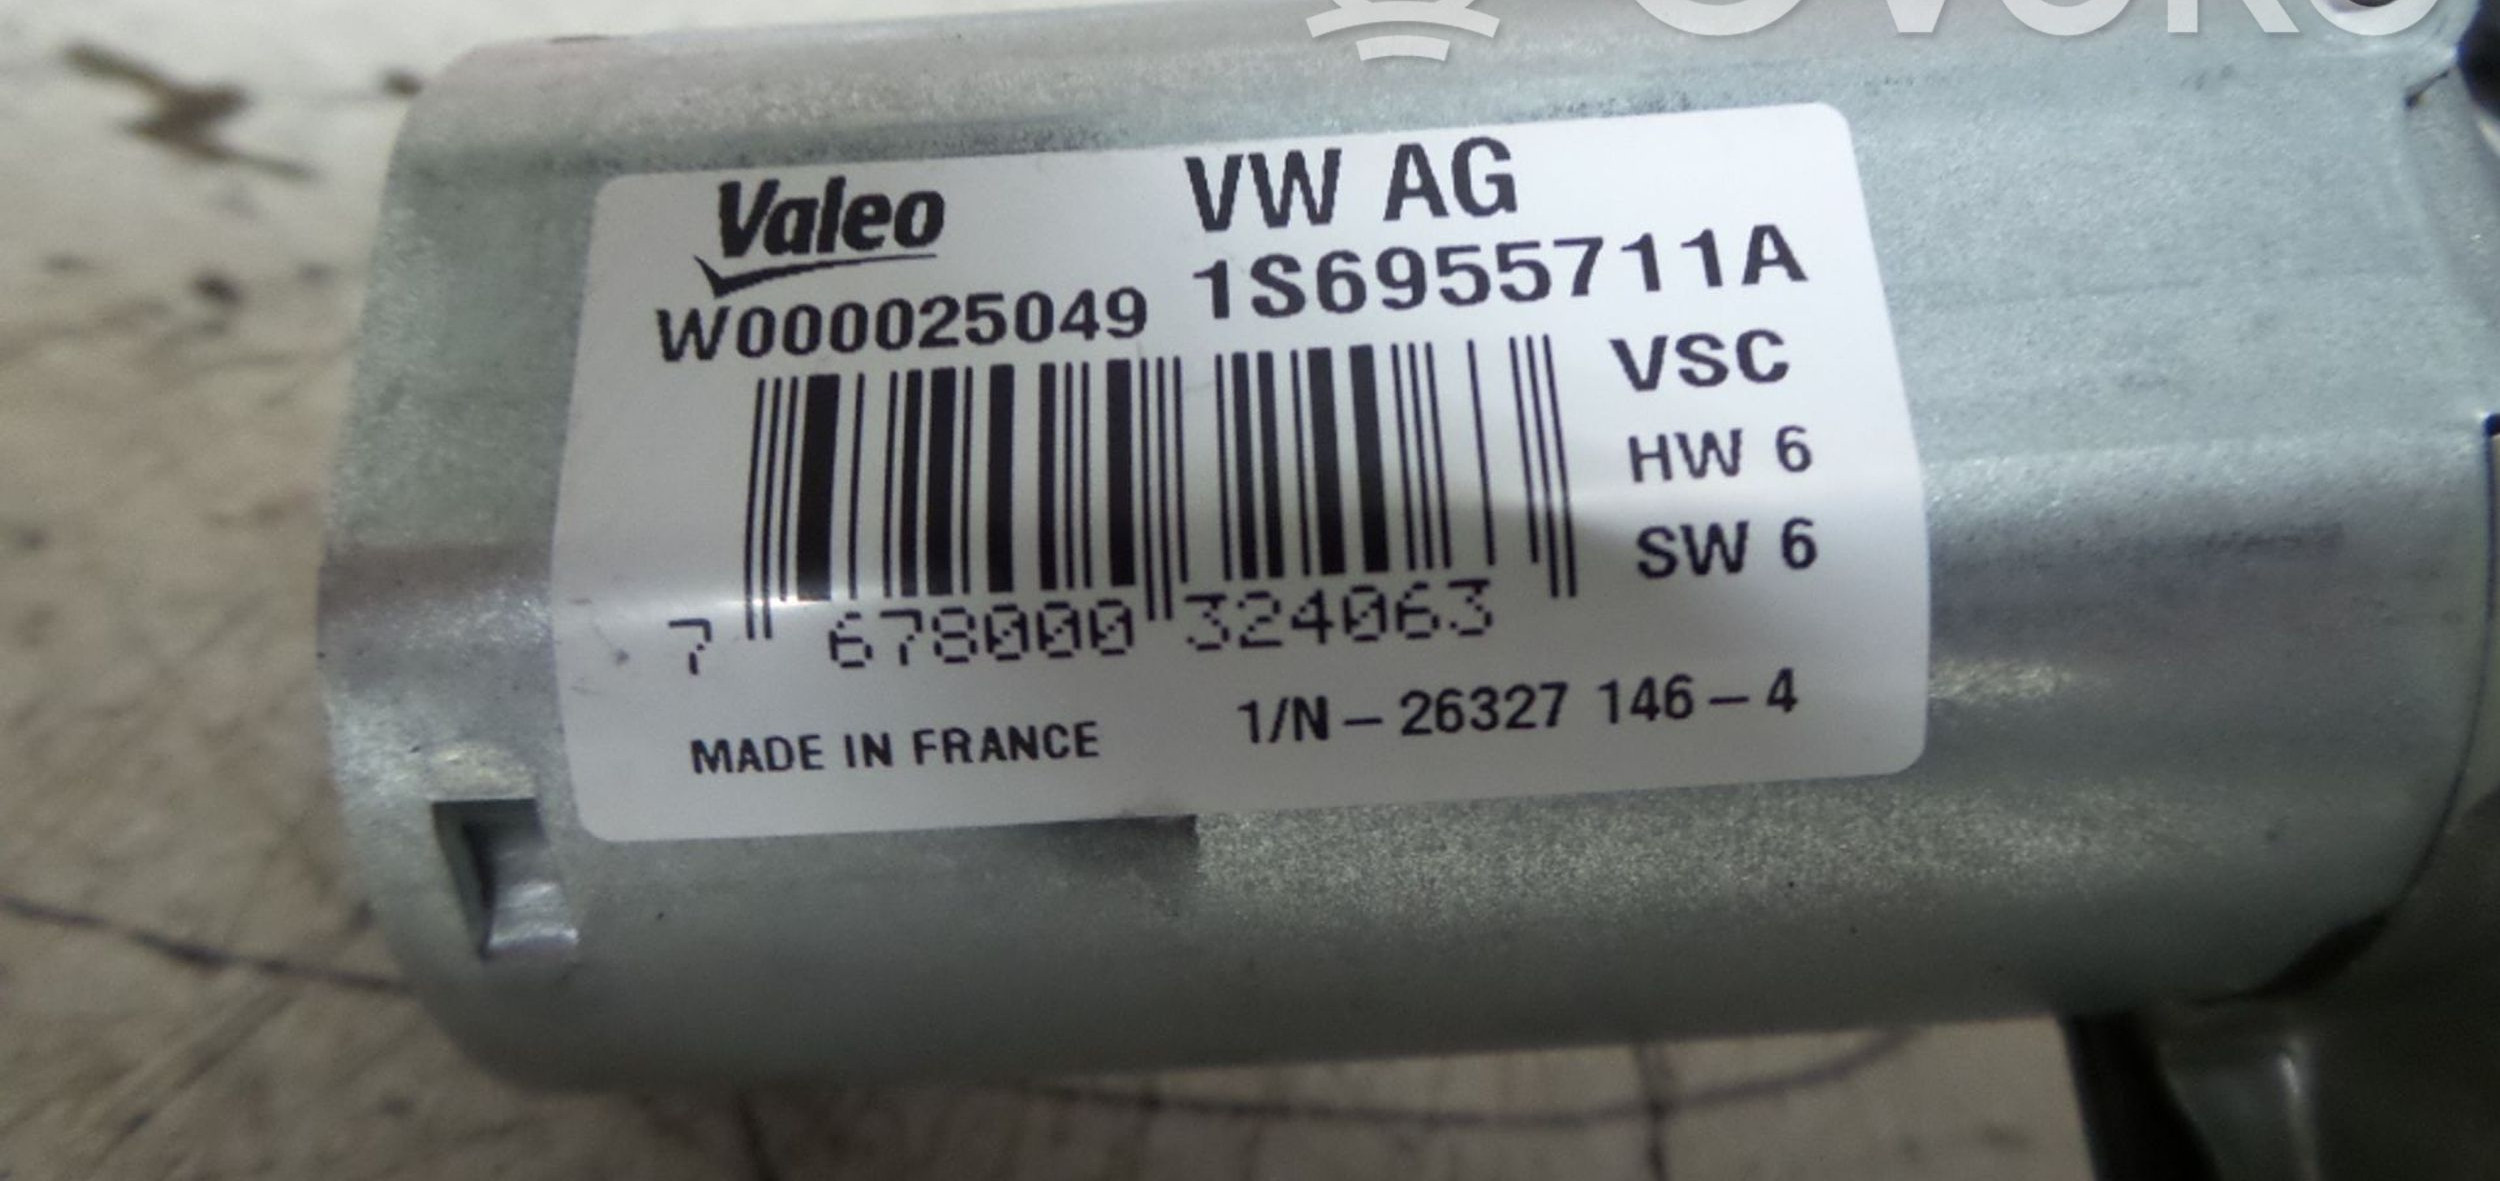 Valeo
VW AG
W000025049
1S6955711A
VSC
HW 6
SW 6
7 678000 324063
MADE IN FRANCE
1/N – 26327 146 – 4